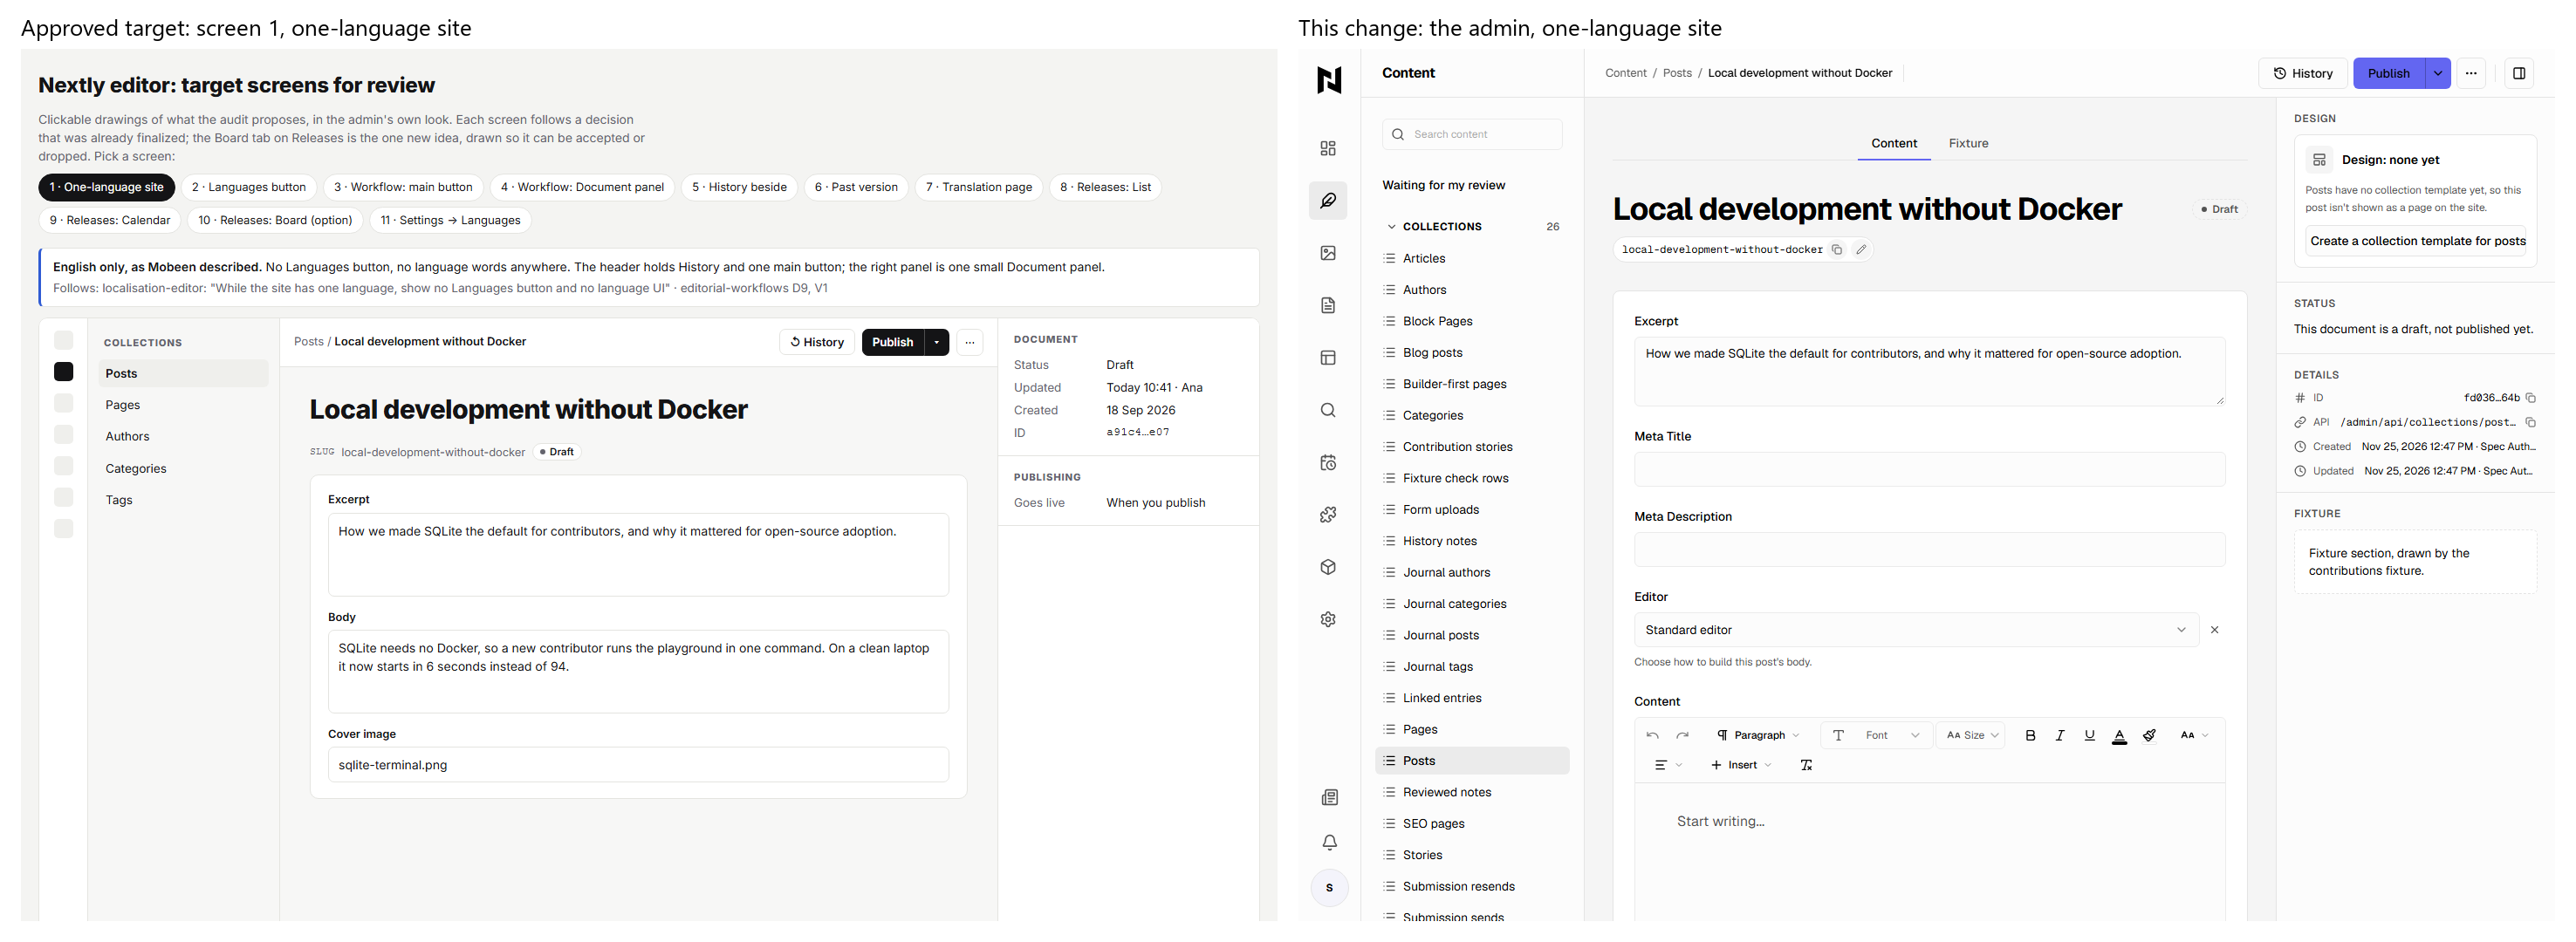 Approved target: screen 1, one-language site
Nextly editor: target screens for review
Clickable drawings of what the audit proposes, in the admin's own look. Each screen follows a decision
that was already finalized; the Board tab on Releases is the one new idea, drawn so it can be accepted or
dropped. Pick a screen:
1 · One-language site
2 · Languages button
3 · Workflow: main button
4 · Workflow: Document panel
5 · History beside
6 · Past version
7 · Translation page
8 · Releases: List
9 · Releases: Calendar
10 · Releases: Board (option)
11 · Settings → Languages
English only, as Mobeen described. No Languages button, no language words anywhere. The header holds History and one main button; the right panel is one small Document panel.
Follows: localisation-editor: "While the site has one language, show no Languages button and no language UI" · editorial-workflows D9, V1
COLLECTIONS
Posts
Pages
Authors
Categories
Tags
Posts / Local development without Docker
History
Publish
Local development without Docker
SLUG local-development-without-docker
Draft
Excerpt
How we made SQLite the default for contributors, and why it mattered for open-source adoption.
Body
SQLite needs no Docker, so a new contributor runs the playground in one command. On a clean laptop
it now starts in 6 seconds instead of 94.
Cover image
sqlite-terminal.png
DOCUMENT
Status Draft
Updated Today 10:41 · Ana
Created 18 Sep 2026
ID a91c4…e07
PUBLISHING
Goes live When you publish
This change: the admin, one-language site
Content
Search content
Waiting for my review
COLLECTIONS 26
Articles
Authors
Block Pages
Blog posts
Builder-first pages
Categories
Contribution stories
Fixture check rows
Form uploads
History notes
Journal authors
Journal categories
Journal posts
Journal tags
Linked entries
Pages
Posts
Reviewed notes
SEO pages
Stories
Submission resends
Submission sends
S
Content / Posts / Local development without Docker
History
Publish
Content
Fixture
Local development without Docker
Draft
local-development-without-docker
Excerpt
How we made SQLite the default for contributors, and why it mattered for open-source adoption.
Meta Title
Meta Description
Editor
Standard editor
Choose how to build this post's body.
Content
Paragraph
Font
AA Size
B I U A
AA
Insert
Start writing...
DESIGN
Design: none yet
Posts have no collection template yet, so this
post isn't shown as a page on the site.
Create a collection template for posts
STATUS
This document is a draft, not published yet.
DETAILS
ID fd036…64b
API /admin/api/collections/post…
Created Nov 25, 2026 12:47 PM · Spec Auth…
Updated Nov 25, 2026 12:47 PM · Spec Aut…
FIXTURE
Fixture section, drawn by the
contributions fixture.